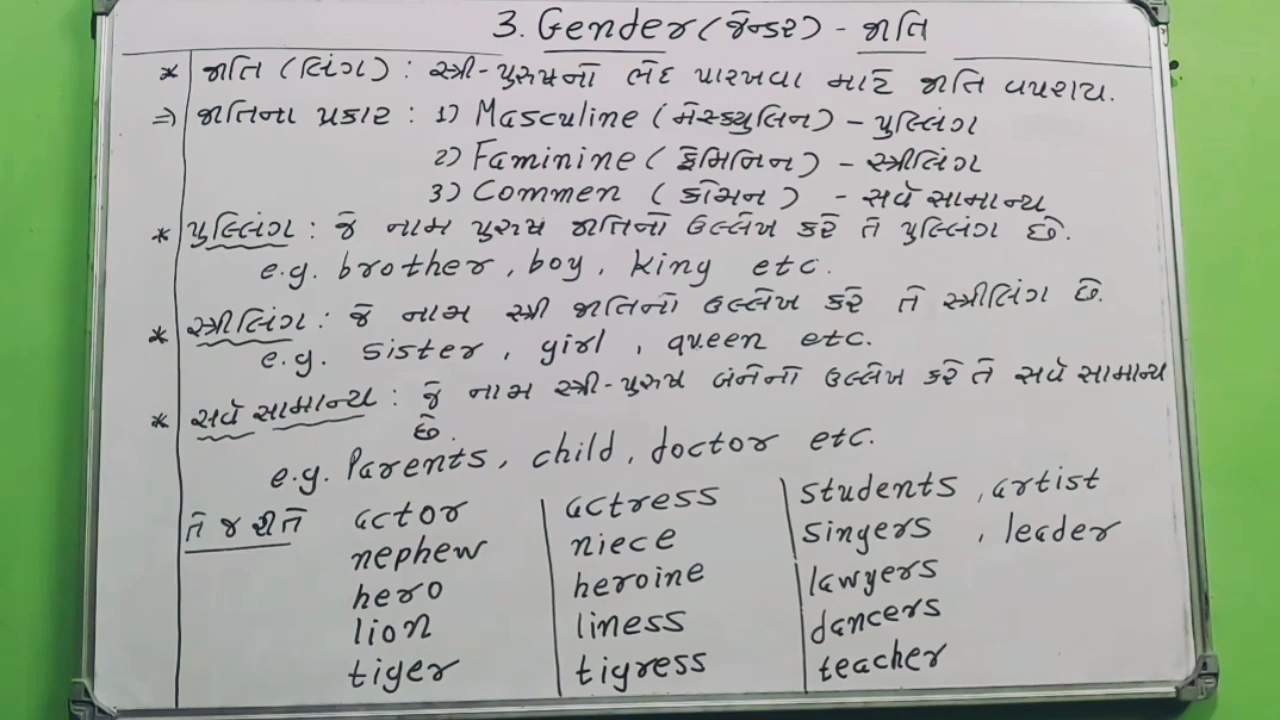 3. Gender (જેન્ડર) - જાતિ
* જાતિ (લિંગ) : સ્ત્રી-પુરુષનો ભેદ પારખવા માટે જાતિ વપરાય.
⇒ જાતિના પ્રકાર : 1) Masculine (મેસ્ક્યુલિન) - પુલ્લિંગ
2) Faminine (ફેમિનિન) - સ્ત્રીલિંગ
3) Commen (કોમન) - સર્વ સામાન્ય
* પુલ્લિંગ : જે નામ પુરુષ જાતિનો ઉલ્લેખ કરે તે પુલ્લિંગ છે.
e.g. brother, boy, king etc.
* સ્ત્રીલિંગ : જે નામ સ્ત્રી જાતિનો ઉલ્લેખ કરે તે સ્ત્રીલિંગ છે.
e.g. sister, girl, queen etc.
* સર્વ સામાન્ય : જે નામ સ્ત્રી-પુરુષ બંનેનો ઉલ્લેખ કરે તે સર્વ સામાન્ય
છે.
e.g. Parents, child, doctor etc.
તે જ રીતે actor actress students, artist
nephew niece singers, leader
hero heroine lawyers
lion liness dancers
tiger tigress teacher